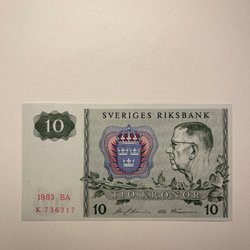 10
SVERIGES RIKSBANK
1983 BA
K 736317
TIO KRONOR
10
10